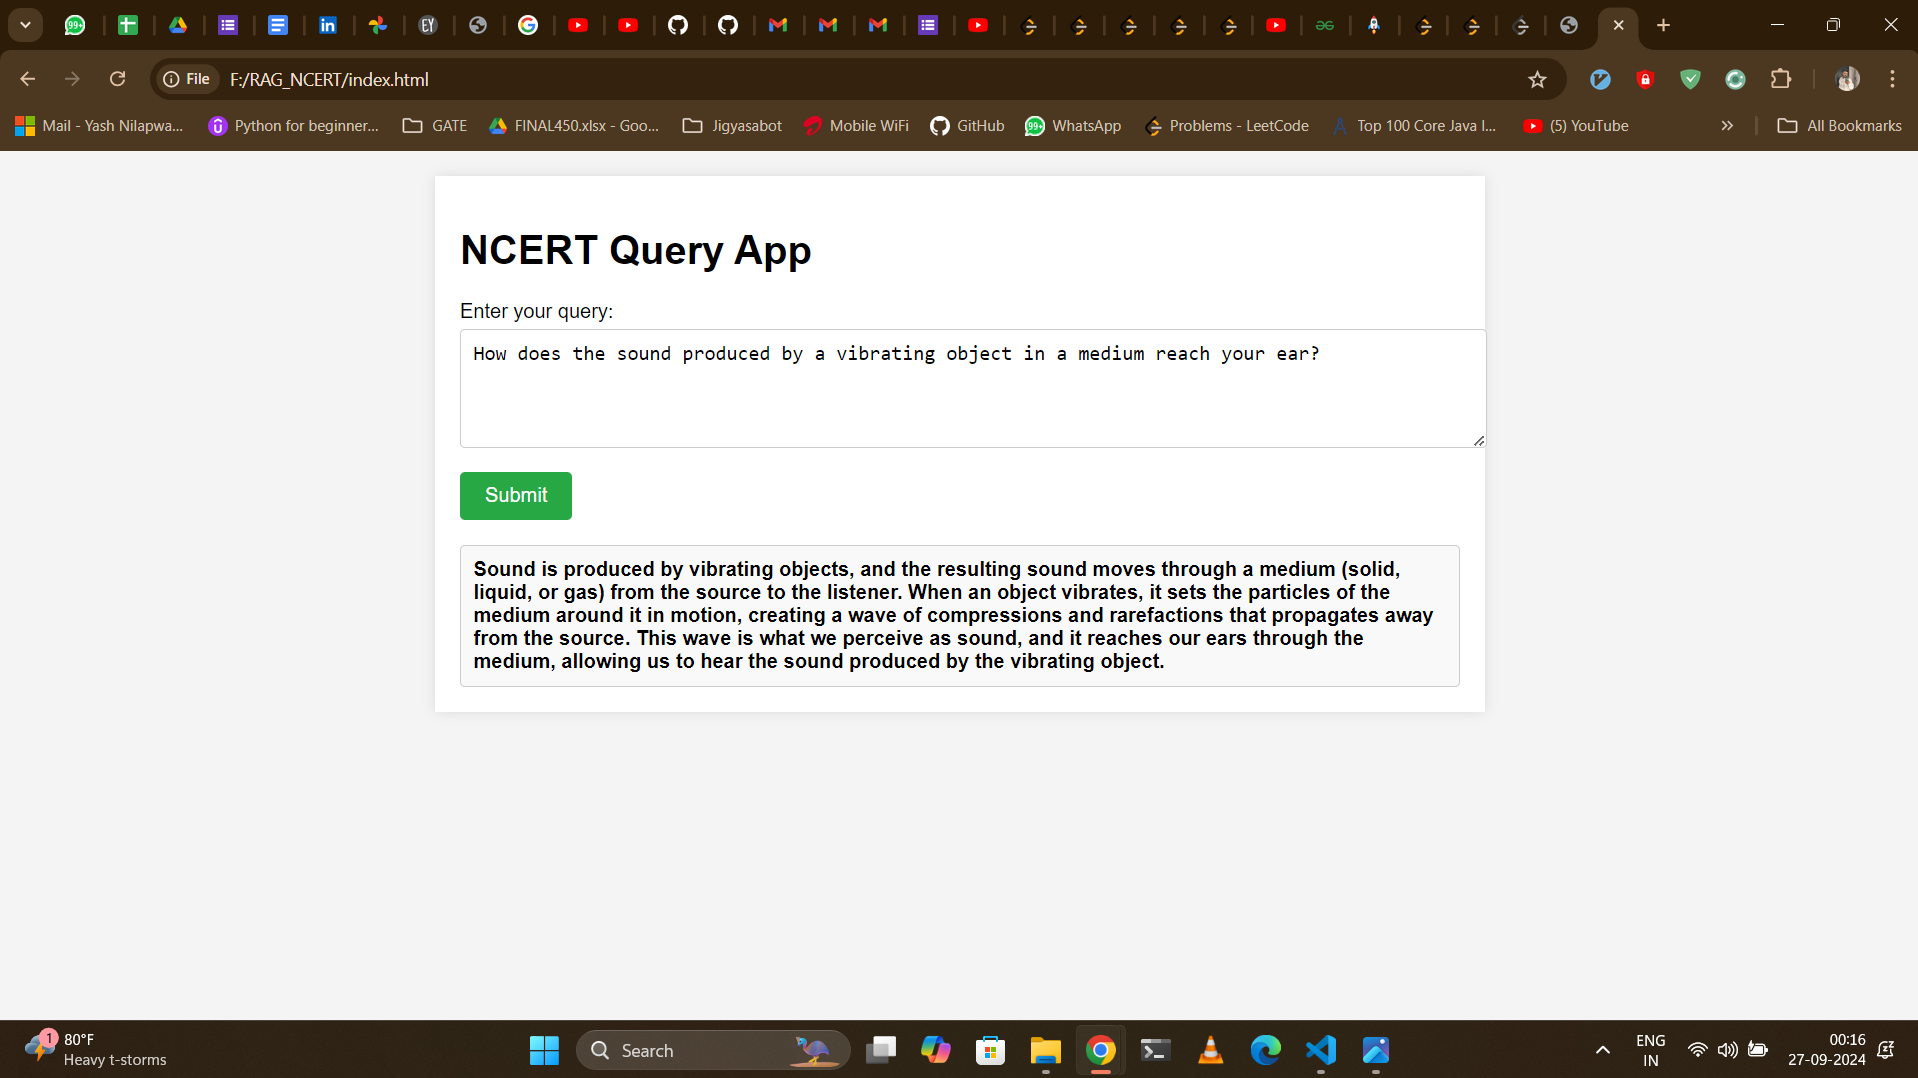 99+
EY
File
F:/RAG_NCERT/index.html
Mail - Yash Nilapwa...
Python for beginner...
GATE
FINAL450.xlsx - Goo...
Jigyasabot
Mobile WiFi
GitHub
99+
WhatsApp
Problems - LeetCode
Top 100 Core Java I...
(5) YouTube
All Bookmarks
NCERT Query App
Enter your query:
How does the sound produced by a vibrating object in a medium reach your ear?
Submit
Sound is produced by vibrating objects, and the resulting sound moves through a medium (solid,
liquid, or gas) from the source to the listener. When an object vibrates, it sets the particles of the
medium around it in motion, creating a wave of compressions and rarefactions that propagates away
from the source. This wave is what we perceive as sound, and it reaches our ears through the
medium, allowing us to hear the sound produced by the vibrating object.
1
80°F
Heavy t-storms
Search
ENG
IN
00:16
27-09-2024